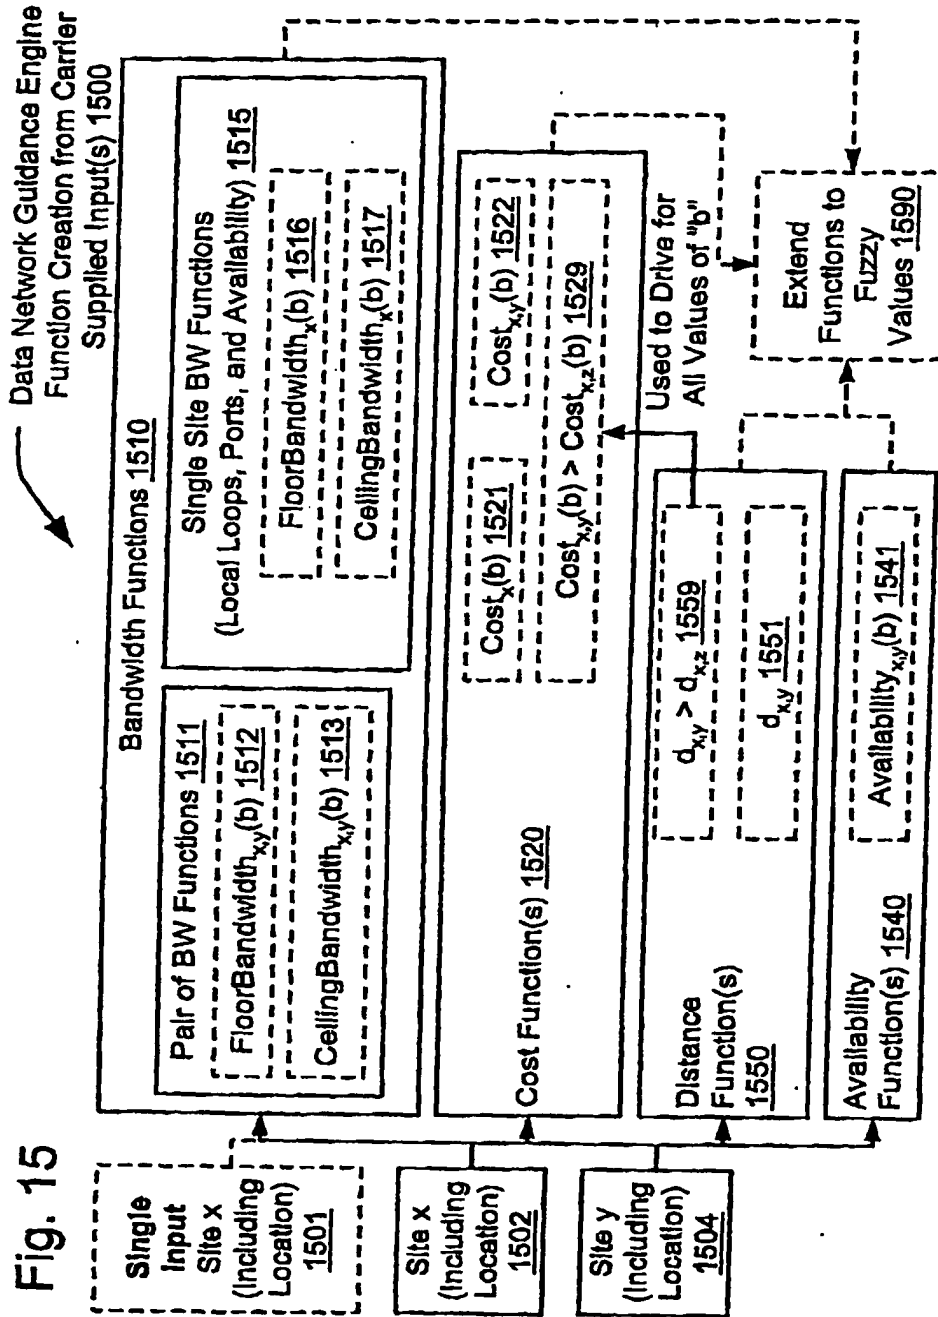 Fig. 15
Data Network Guidance Engine
Function Creation from Carrier
Supplied Input(s) 1500
Single
Input
Site x
(Including
Location)
1501
Site x
(Including
Location)
1502
Site y
(Including
Location)
1504
Bandwidth Functions 1510
Pair of BW Functions 1511
FloorBandwidthx,y(b) 1512
CeilingBandwidthx,y(b) 1513
Single Site BW Functions
(Local Loops, Ports, and Availability) 1515
FloorBandwidthx(b) 1516
CeilingBandwidthx(b) 1517
Cost Function(s) 1520
Costx(b) 1521
Costx,y(b) 1522
Costx,y(b) > Costx,z(b) 1529
Distance
Function(s)
1550
dx,y > dx,z 1559
dx,y 1551
Used to Drive for
All Values of "b"
Availability
Function(s) 1540
Availabilityx,y(b) 1541
Extend
Functions to
Fuzzy
Values 1590